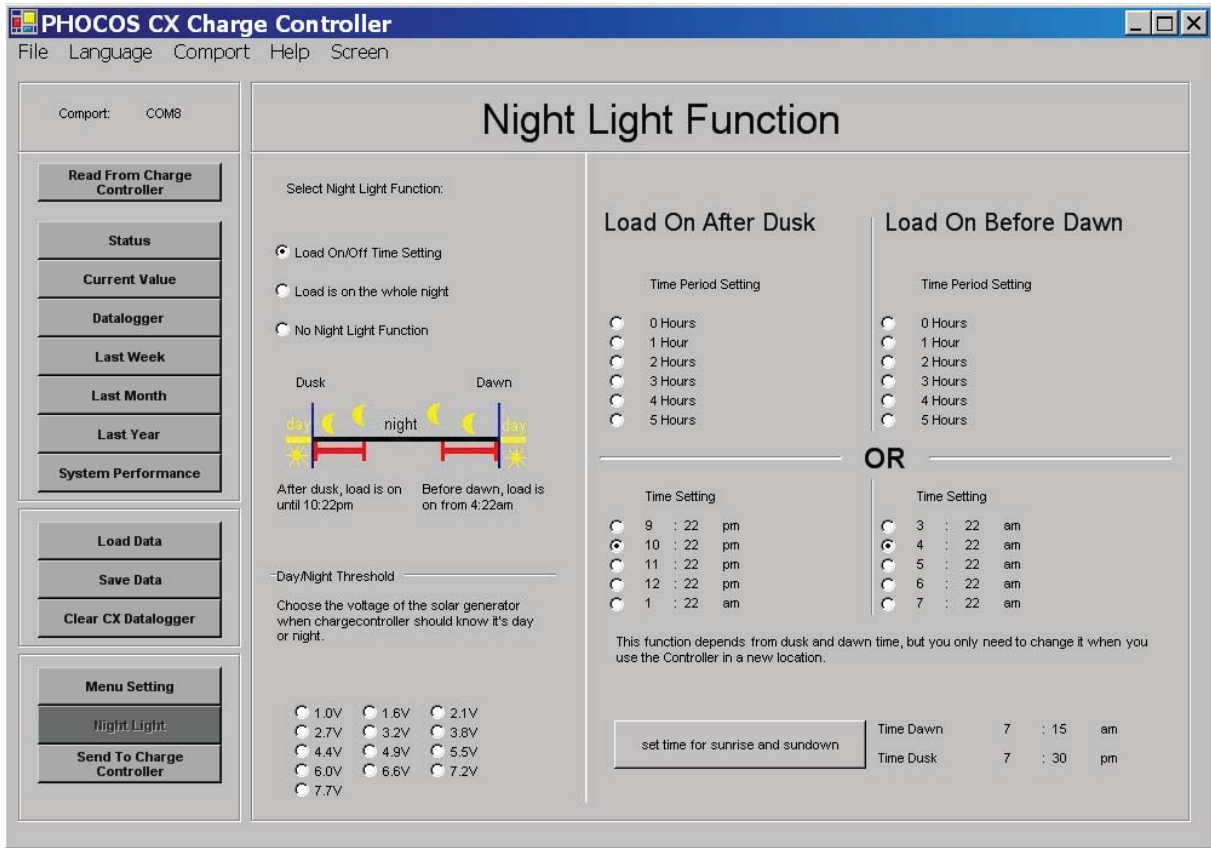 PHOCOS CX Charge Controller
File Language Comport Help Screen
Comport: COM8
Night Light Function
Read From Charge
Controller
Status
Current Value
Datalogger
Last Week
Last Month
Last Year
System Performance
Load Data
Save Data
Clear CX Datalogger
Menu Setting
Night Light
Send To Charge
Controller
Select Night Light Function:
Load On/Off Time Setting
Load is on the whole night
No Night Light Function
Dusk Dawn
day night day
After dusk, load is on
until 10:22pm
Before dawn, load is
on from 4:22am
Day/Night Threshold
Choose the voltage of the solar generator
when chargecontroller should know it's day
or night.
1.0V 1.6V 2.1V
2.7V 3.2V 3.8V
4.4V 4.9V 5.5V
6.0V 6.6V 7.2V
7.7V
Load On After Dusk
Time Period Setting
0 Hours
1 Hour
2 Hours
3 Hours
4 Hours
5 Hours
Load On Before Dawn
Time Period Setting
0 Hours
1 Hour
2 Hours
3 Hours
4 Hours
5 Hours
OR
Time Setting
9 : 22 pm
10 : 22 pm
11 : 22 pm
12 : 22 pm
1 : 22 am
Time Setting
3 : 22 am
4 : 22 am
5 : 22 am
6 : 22 am
7 : 22 am
This function depends from dusk and dawn time, but you only need to change it when you
use the Controller in a new location.
set time for sunrise and sundown
Time Dawn 7 : 15 am
Time Dusk 7 : 30 pm